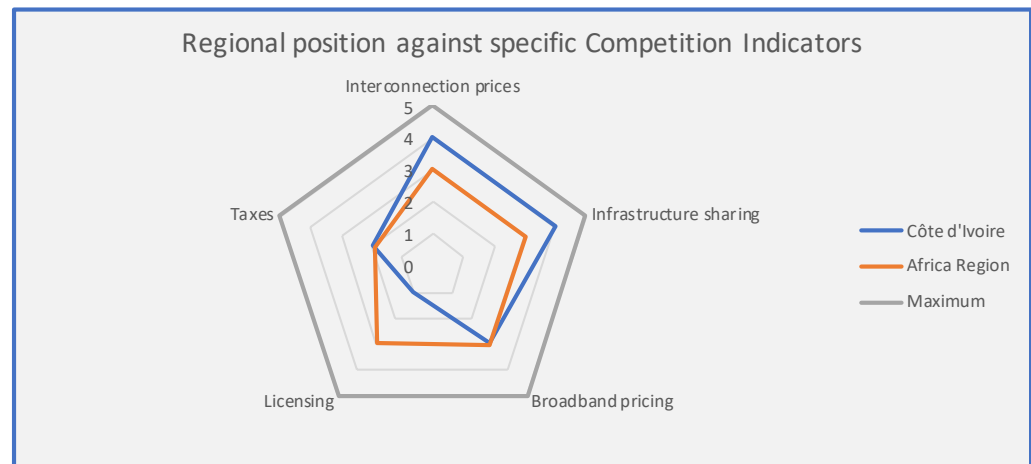 Regional position against specific Competition Indicators
Interconnection prices
5
4
3
2
1
0
Taxes
Infrastructure sharing
Licensing
Broadband pricing
Côte d'Ivoire
Africa Region
Maximum